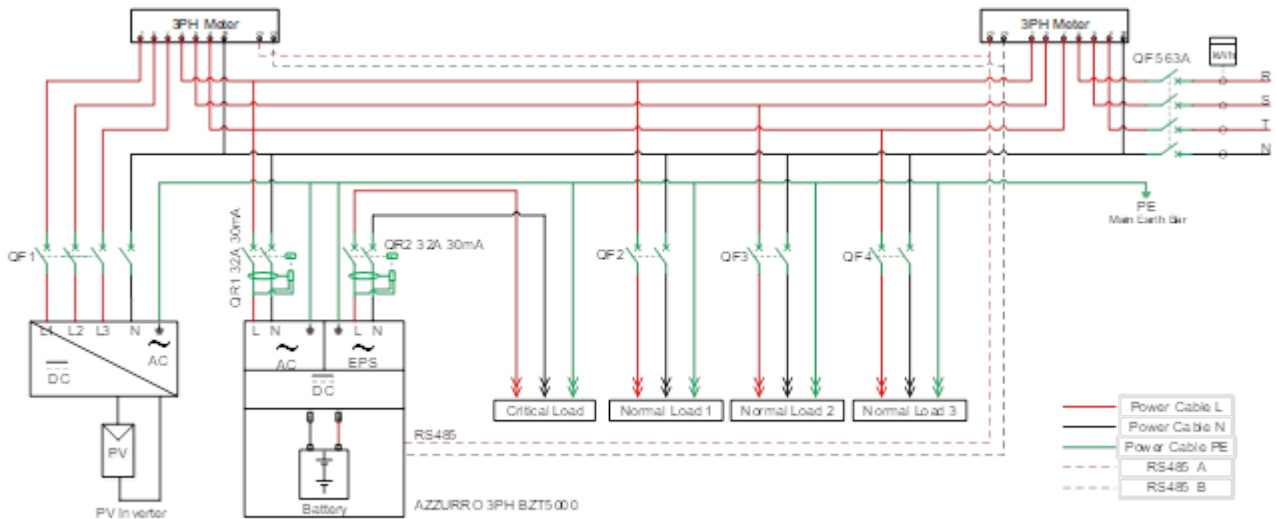 3PH Meter
3PH Meter
QF563A
kWh
R
S
T
N
PE
Main Earth Bar
QF1
QR1 32A 30mA
QR2 32A 30mA
QF2
QF3
QF4
L1 L2 L3 N
AC
DC
L N
AC
L N
EPS
DC
Critical Load
Normal Load 1
Normal Load 2
Normal Load 3
PV
PV Inverter
RS485
Battery
AZZURRO 3PH BZT5000
Power Cable L
Power Cable N
Power Cable PE
RS485 A
RS485 B